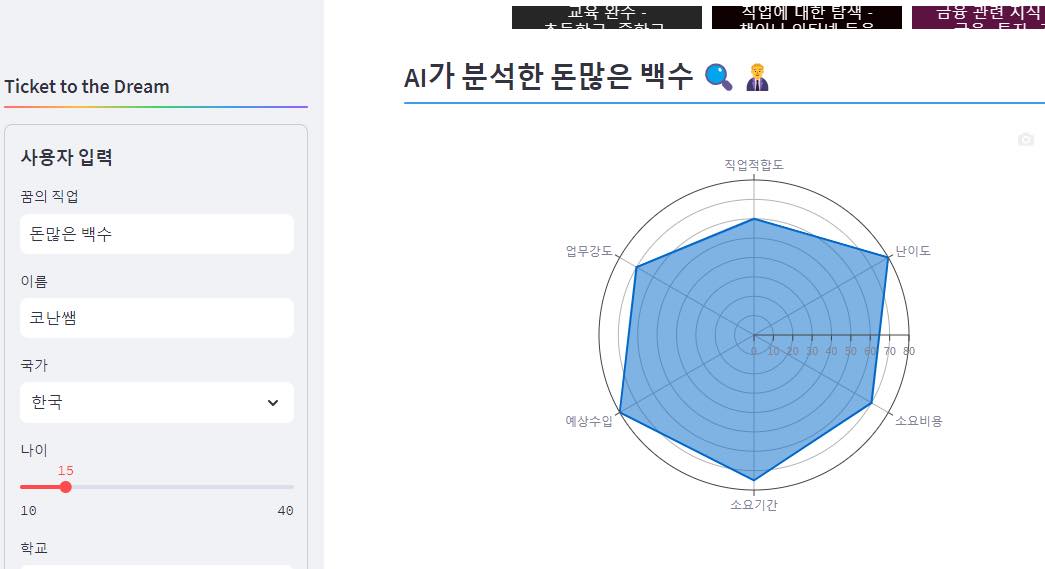 교육 완수 -
직업에 대한 탐색 -
금융 관련 지식
Ticket to the Dream
AI가 분석한 돈많은 백수
사용자 입력
꿈의 직업
돈많은 백수
이름
코난쌤
국가
한국
나이
15
10
40
학교
직업적합도
업무강도
난이도
0 10 20 30 40 50 60 70 80
예상수입
소요비용
소요기간